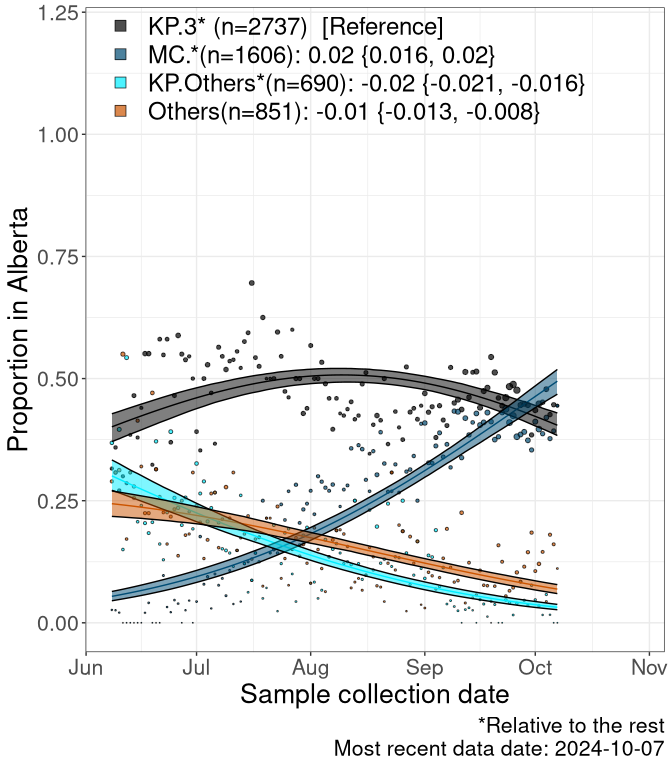 KP.3* (n=2737)  [Reference]
MC.*(n=1606): 0.02 {0.016, 0.02}
KP.Others*(n=690): -0.02 {-0.021, -0.016}
Others(n=851): -0.01 {-0.013, -0.008}
Proportion in Alberta
1.25
1.00
0.75
0.50
0.25
0.00
Jun Jul Aug Sep Oct Nov
Sample collection date
*Relative to the rest
Most recent data date: 2024-10-07